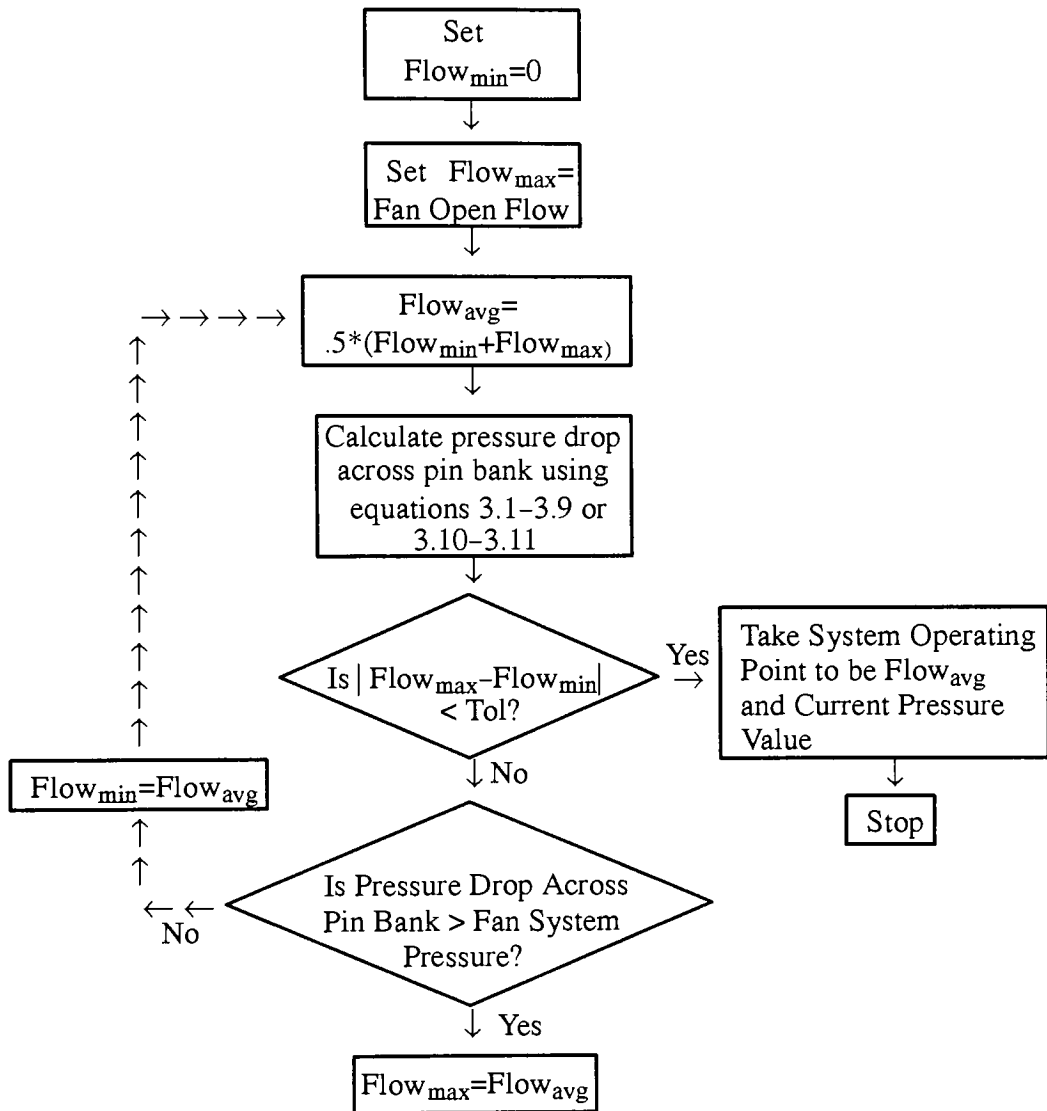 Set
Flowmin=0
Set Flowmax=
Fan Open Flow
Flowavg=
.5*(Flowmin+Flowmax)
Calculate pressure drop
across pin bank using
equations 3.1–3.9 or
3.10–3.11
Is | Flowmax–Flowmin|
< Tol?
Yes
Take System Operating
Point to be Flowavg
and Current Pressure
Value
Stop
No
Flowmin=Flowavg
Is Pressure Drop Across
Pin Bank > Fan System
Pressure?
No
Yes
Flowmax=Flowavg